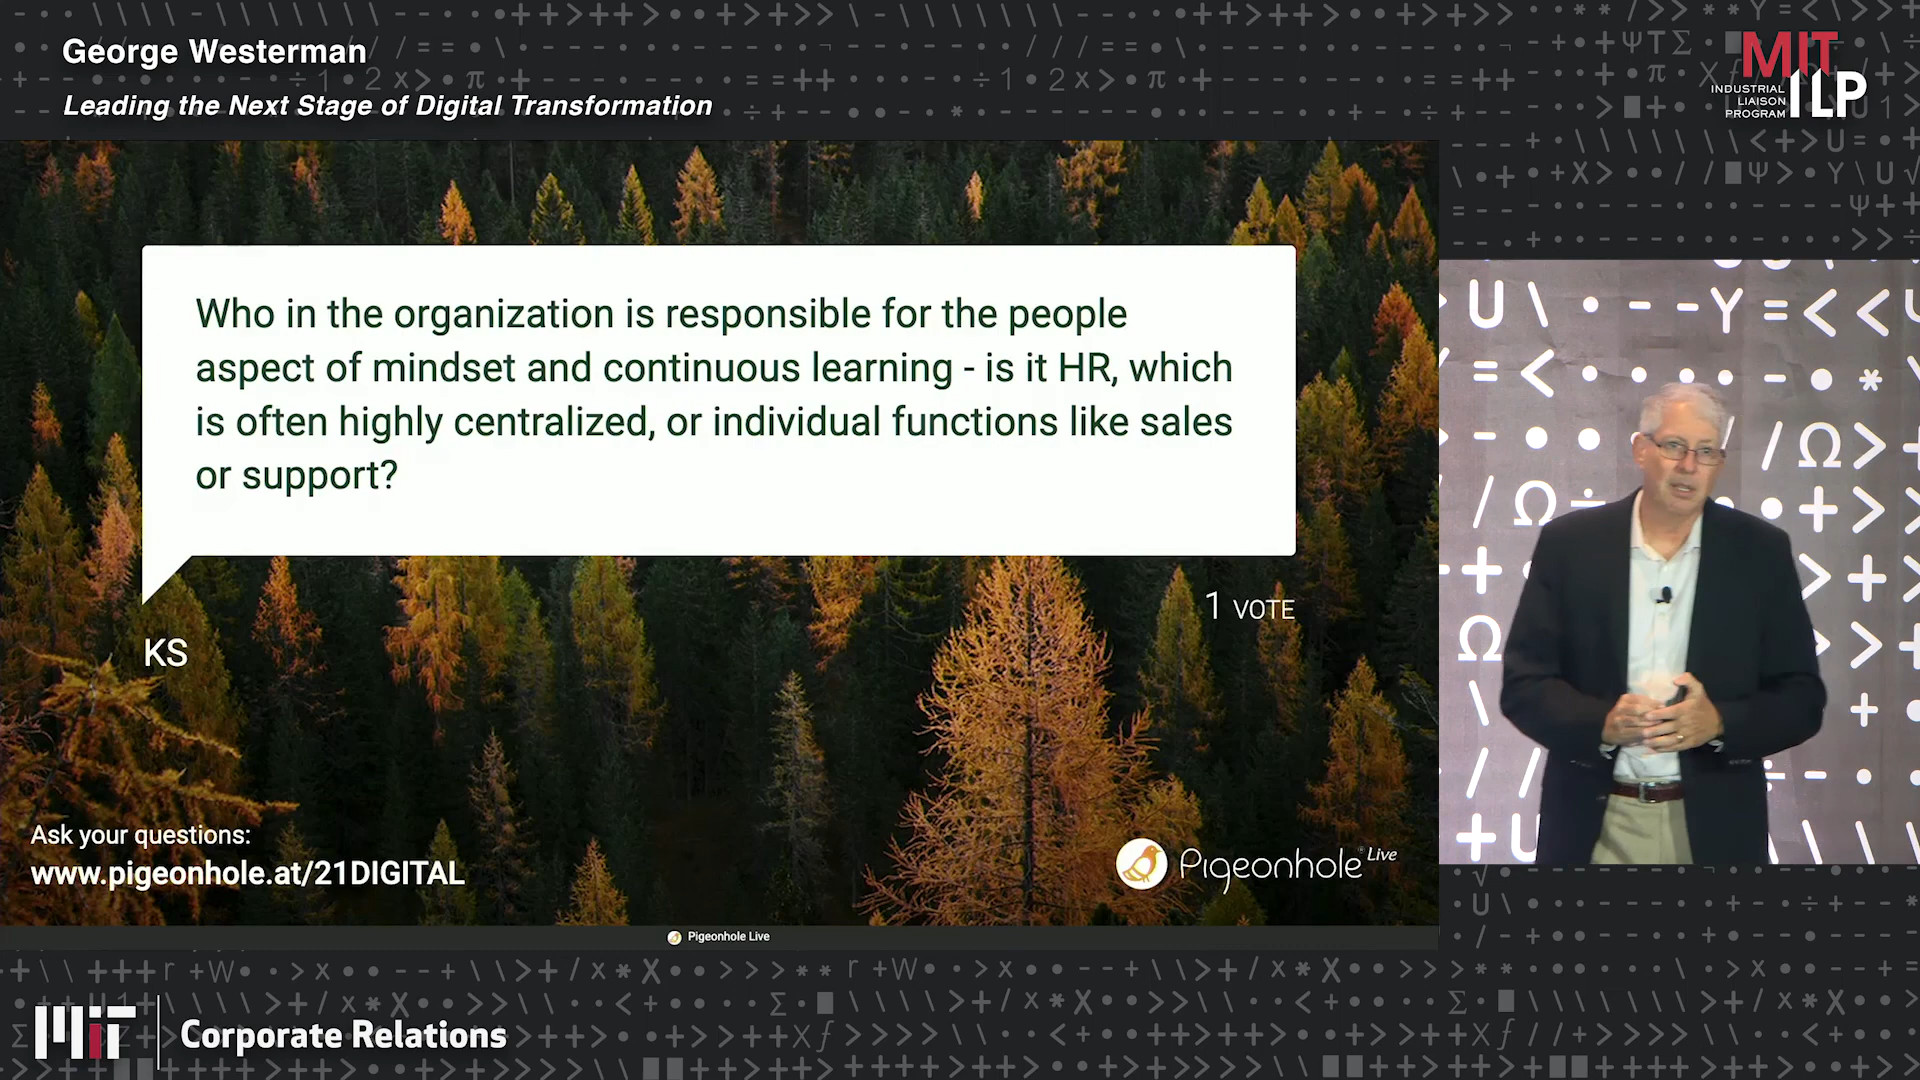 George Westerman
Leading the Next Stage of Digital Transformation
MIT
ILP
INDUSTRIAL
LIAISON
PROGRAM
Who in the organization is responsible for the people
aspect of mindset and continuous learning - is it HR, which
is often highly centralized, or individual functions like sales
or support?
1 VOTE
KS
Ask your questions:
www.pigeonhole.at/21DIGITAL
Pigeonhole Live
Pigeonhole Live
MIT
Corporate Relations